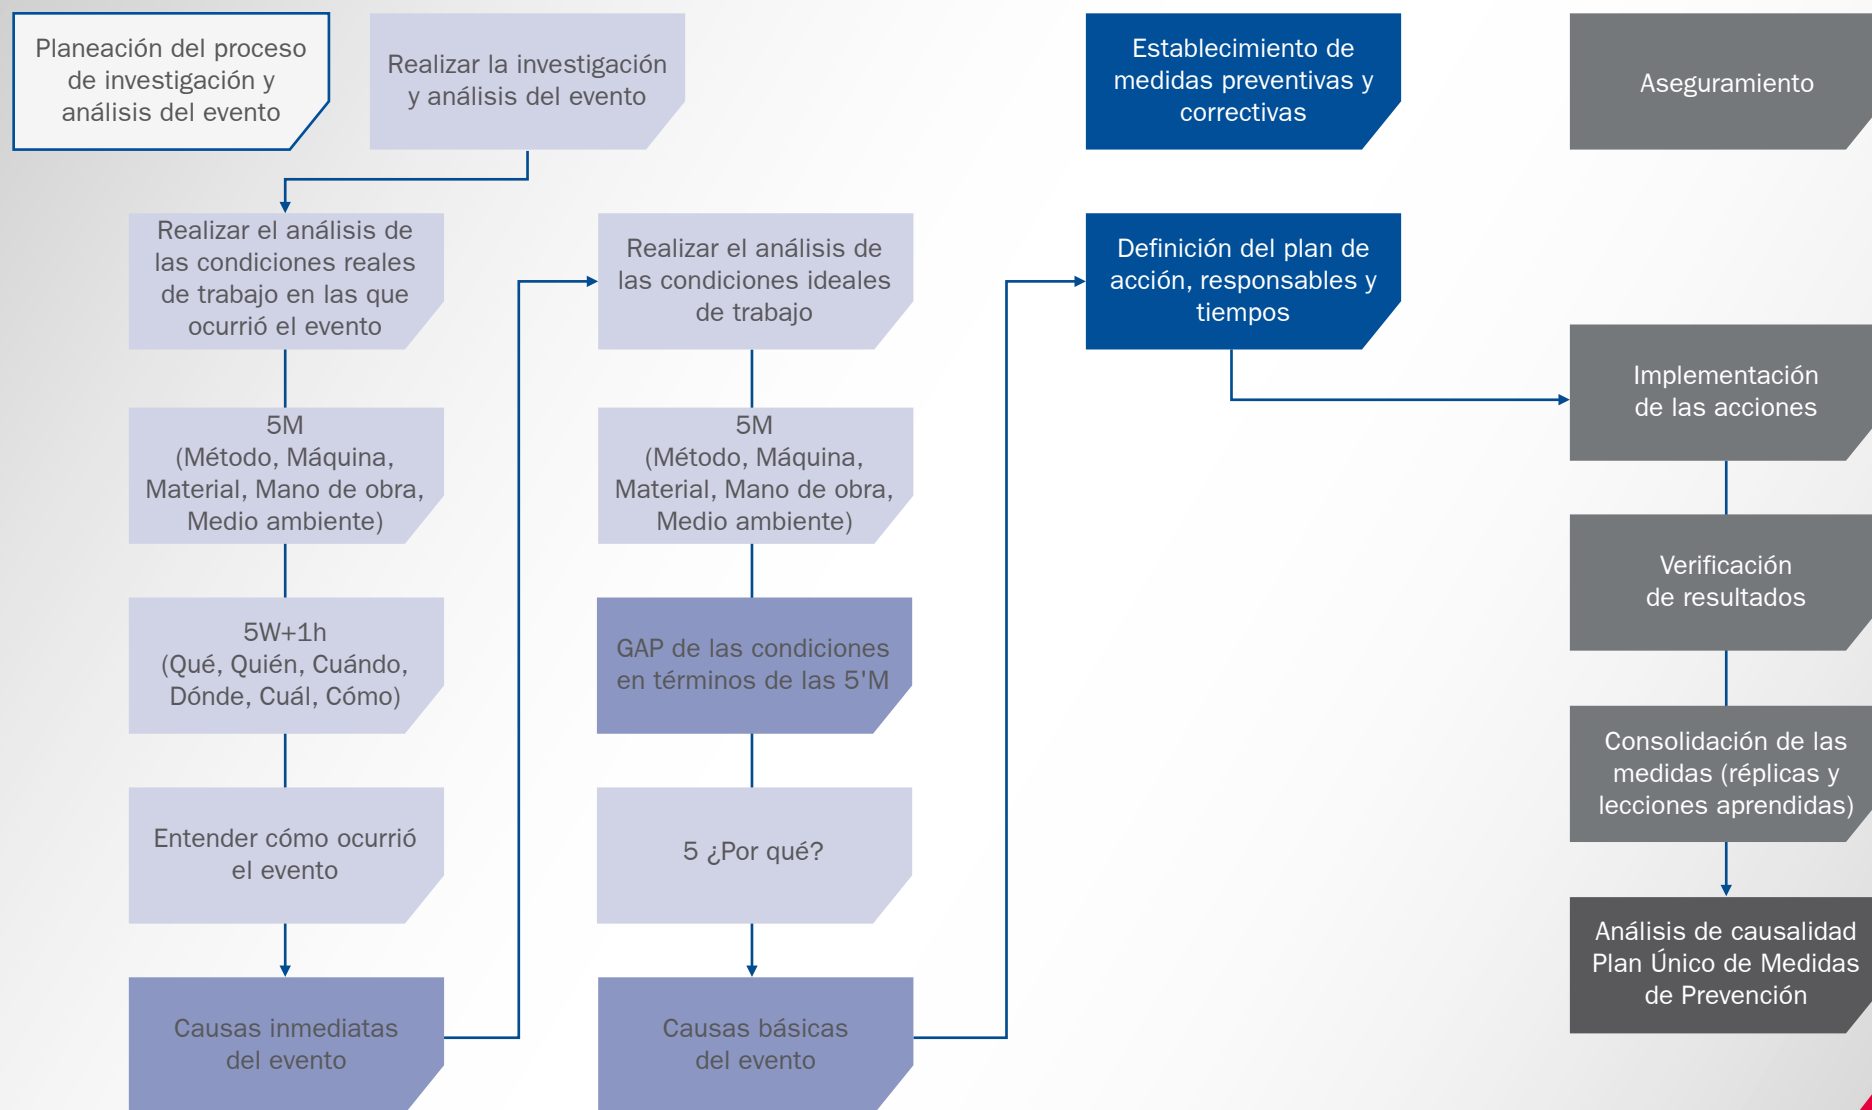 Planeación del proceso
de investigación y
análisis del evento
Realizar la investigación
y análisis del evento
Establecimiento de
medidas preventivas y
correctivas
Aseguramiento
Realizar el análisis de
las condiciones reales
de trabajo en las que
ocurrió el evento
5M
(Método, Máquina,
Material, Mano de obra,
Medio ambiente)
5W+1h
(Qué, Quién, Cuándo,
Dónde, Cuál, Cómo)
Entender cómo ocurrió
el evento
Causas inmediatas
del evento
Realizar el análisis de
las condiciones ideales
de trabajo
5M
(Método, Máquina,
Material, Mano de obra,
Medio ambiente)
GAP de las condiciones
en términos de las 5'M
5 ¿Por qué?
Causas básicas
del evento
Definición del plan de
acción, responsables y
tiempos
Implementación
de las acciones
Verificación
de resultados
Consolidación de las
medidas (réplicas y
lecciones aprendidas)
Análisis de causalidad
Plan Único de Medidas
de Prevención